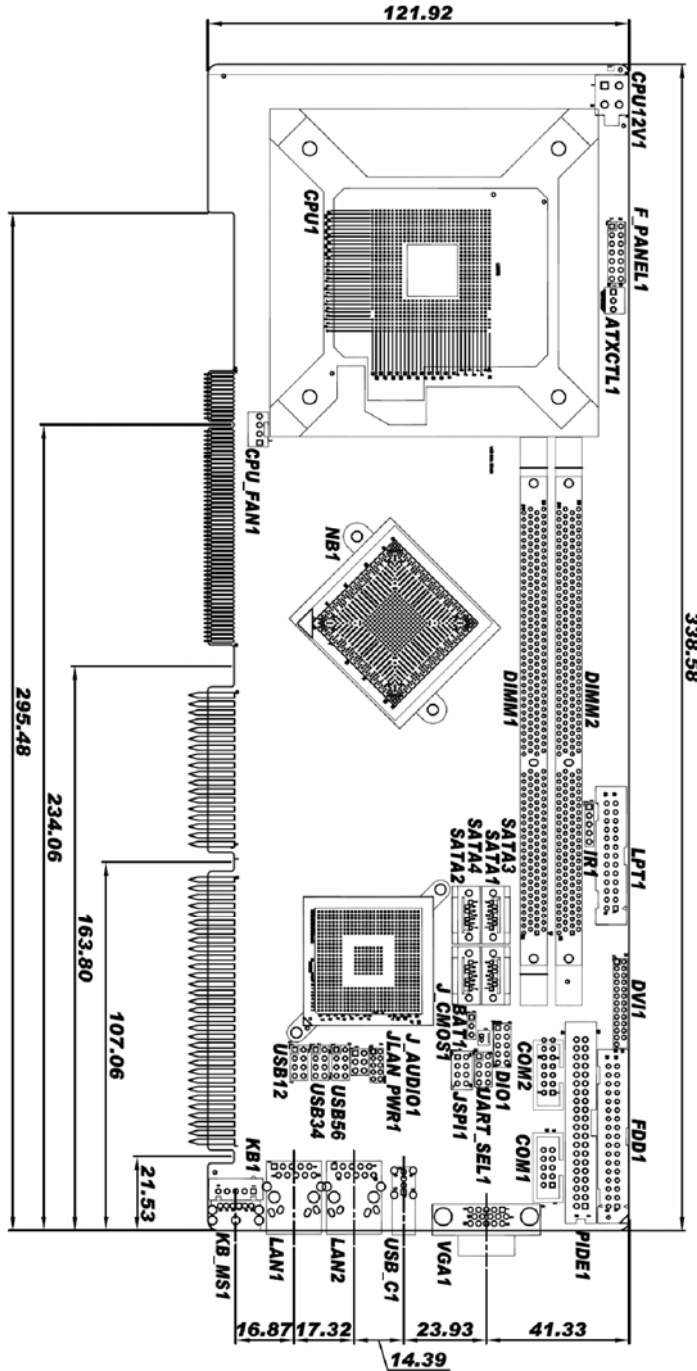 121.92
338.58
CPU12V1
F_PANEL1
ATXCTL1
CPU1
CPU_FAN1
NB1
DIMM1
DIMM2
LPT1
IR1
SATA3
SATA1
SATA4
SATA2
DVI1
J_CMOS1
BAT1
DIO1
COM2
FDD1
USB12
USB34
USB56
JLAN_PWR1
J_AUDIO1
JSPI1
UART_SEL1
COM1
PIDE1
KB1
KB_MS1
LAN1
LAN2
USB_C1
VGA1
295.48
234.06
163.80
107.06
21.53
16.87
17.32
14.39
23.93
41.33